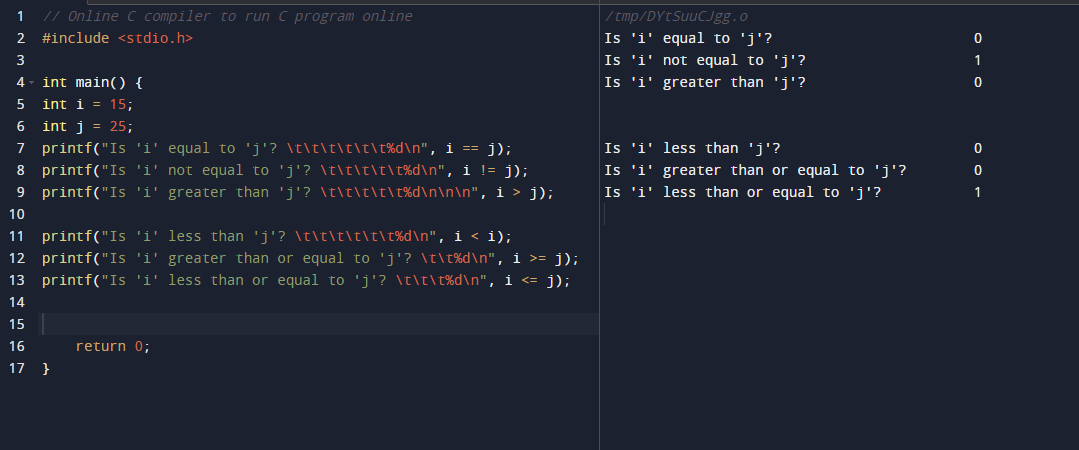 1 // Online C compiler to run C program online
2 #include <stdio.h>
3
4 int main() {
5 int i = 15;
6 int j = 25;
7 printf("Is 'i' equal to 'j'? \t\t\t\t\t\t%d\n", i == j);
8 printf("Is 'i' not equal to 'j'? \t\t\t\t\t%d\n", i != j);
9 printf("Is 'i' greater than 'j'? \t\t\t\t\t%d\n\n\n", i > j);
10
11 printf("Is 'i' less than 'j'? \t\t\t\t\t\t%d\n", i < i);
12 printf("Is 'i' greater than or equal to 'j'? \t\t%d\n", i >= j);
13 printf("Is 'i' less than or equal to 'j'? \t\t\t%d\n", i <= j);
14
15
16 return 0;
17 }
/tmp/DYtSuuCJgg.o
Is 'i' equal to 'j'? 0
Is 'i' not equal to 'j'? 1
Is 'i' greater than 'j'? 0
Is 'i' less than 'j'? 0
Is 'i' greater than or equal to 'j'? 0
Is 'i' less than or equal to 'j'? 1